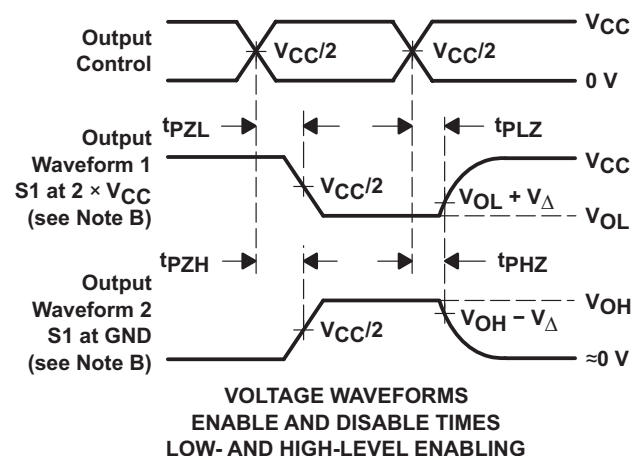 Output
Control
VCC/2
VCC/2
VCC
0 V
tPZL
tPLZ
Output
Waveform 1
S1 at 2 × VCC
(see Note B)
VCC/2
VCC
VOL + VΔ
VOL
tPZH
tPHZ
Output
Waveform 2
S1 at GND
(see Note B)
VCC/2
VOH
VOH − VΔ
≈0 V
VOLTAGE WAVEFORMS
ENABLE AND DISABLE TIMES
LOW- AND HIGH-LEVEL ENABLING